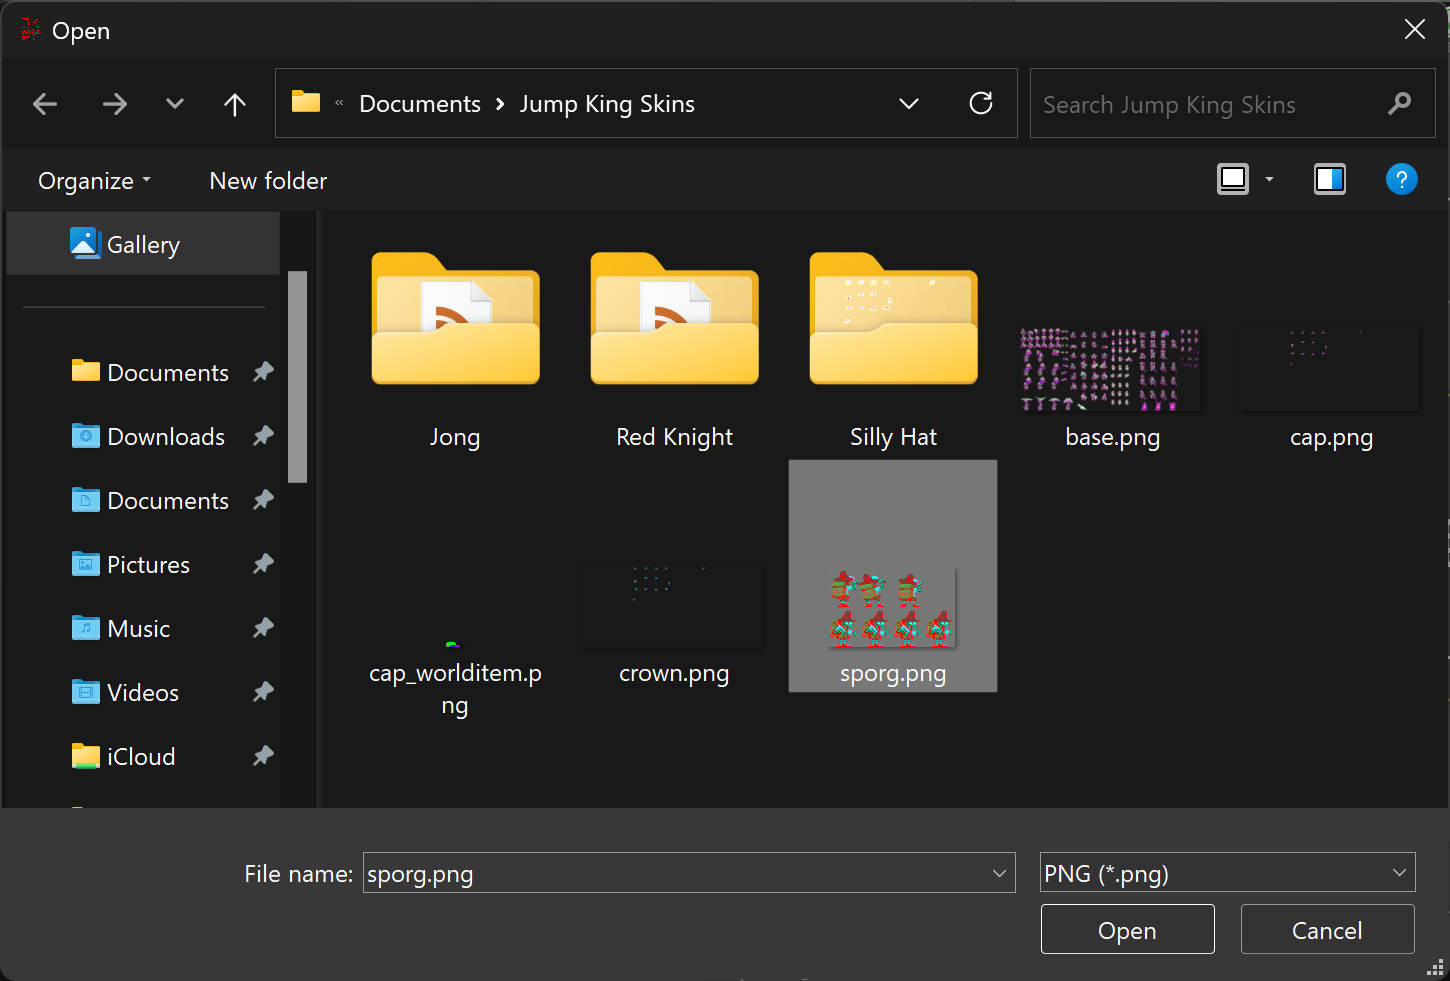 Open
« Documents > Jump King Skins
Search Jump King Skins
Organize
New folder
?
Gallery
Documents
Downloads
Documents
Pictures
Music
Videos
iCloud
Jong
Red Knight
Silly Hat
base.png
cap.png
cap_worlditem.p
ng
crown.png
sporg.png
File name:
sporg.png
PNG (*.png)
Open
Cancel